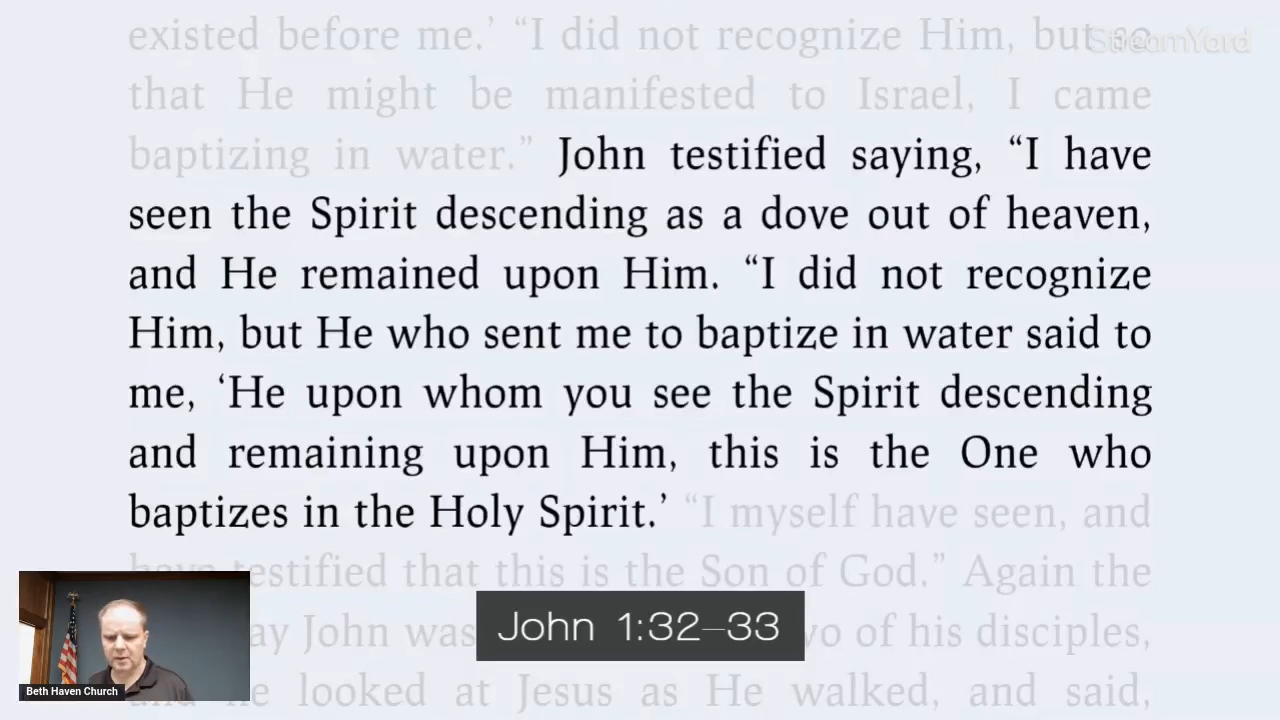 existed before me.’ “I did not recognize Him, but so
StreamYard
that He might be manifested to Israel, I came
baptizing in water.” John testified saying, “I have
seen the Spirit descending as a dove out of heaven,
and He remained upon Him. “I did not recognize
Him, but He who sent me to baptize in water said to
me, ‘He upon whom you see the Spirit descending
and remaining upon Him, this is the One who
baptizes in the Holy Spirit.’ “I myself have seen, and
have testified that this is the Son of God.” Again the
John was of his disciples,
John 1:32–33
he looked at Jesus as He walked, and said,
Beth Haven Church